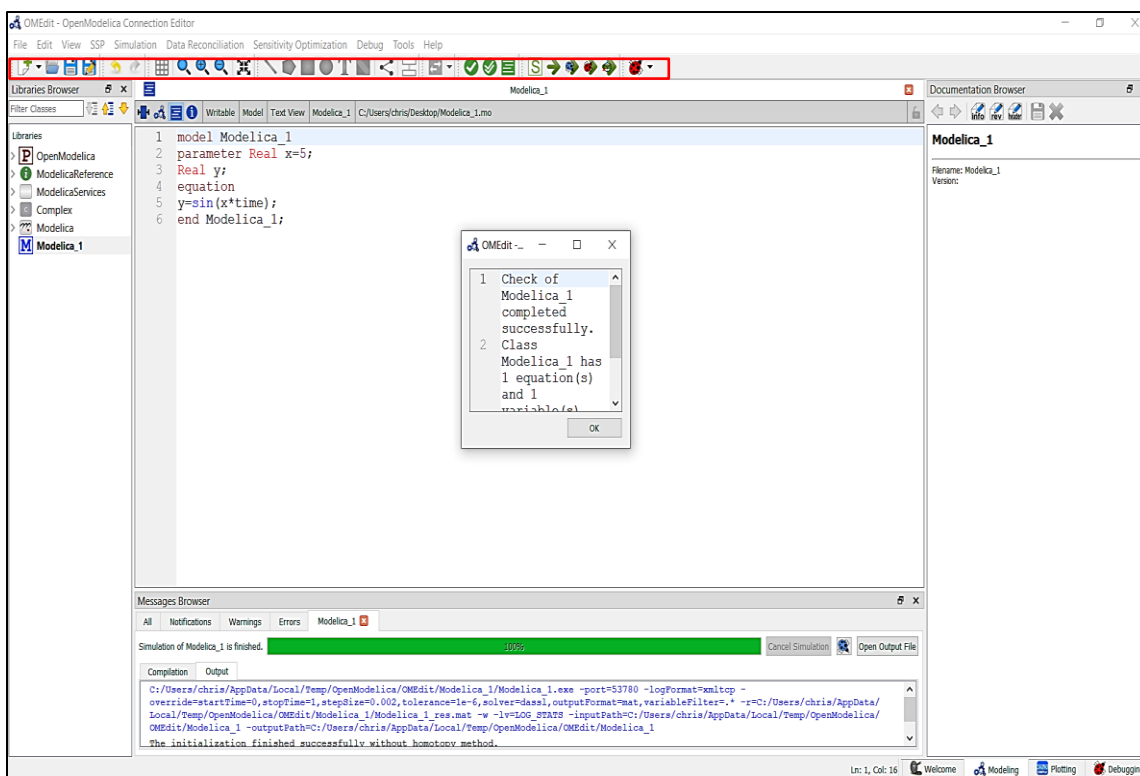 OMEdit - OpenModelica Connection Editor
File Edit View SSP Simulation Data Reconciliation Sensitivity Optimization Debug Tools Help
Libraries Browser
Modelica_1
Documentation Browser
Filter Classes
Writable Model Text View Modelica_1 C:/Users/chris/Desktop/Modelica_1.mo
Libraries
P OpenModelica
ModelicaReference
ModelicaServices
Complex
Modelica
M Modelica_1
1 model Modelica_1
2 parameter Real x=5;
3 Real y;
4 equation
5 y=sin(x*time);
6 end Modelica_1;
OMEdit -...
1 Check of
Modelica_1
completed
successfully.
2 Class
Modelica_1 has
1 equation(s)
and 1
variable(s)
OK
info rev header
Modelica_1
Filename: Modelica_1
Version:
Messages Browser
All Notifications Warnings Errors Modelica_1
Simulation of Modelica_1 is finished.
100%
Cancel Simulation Open Output File
Compilation Output
C:/Users/chris/AppData/Local/Temp/OpenModelica/OMEdit/Modelica_1/Modelica_1.exe -port=53780 -logFormat=xmltcp -
override=startTime=0,stopTime=1,stepSize=0.002,tolerance=1e-6,solver=dassl,outputFormat=mat,variableFilter=.* -r=C:/Users/chris/AppData/
Local/Temp/OpenModelica/OMEdit/Modelica_1/Modelica_1_res.mat -w -lv=LOG_STATS -inputPath=C:/Users/chris/AppData/Local/Temp/OpenModelica/
OMEdit/Modelica_1 -outputPath=C:/Users/chris/AppData/Local/Temp/OpenModelica/OMEdit/Modelica_1
The initialization finished successfully without homotopy method.
Ln: 1, Col: 16 Welcome Modeling Plotting Debuggin